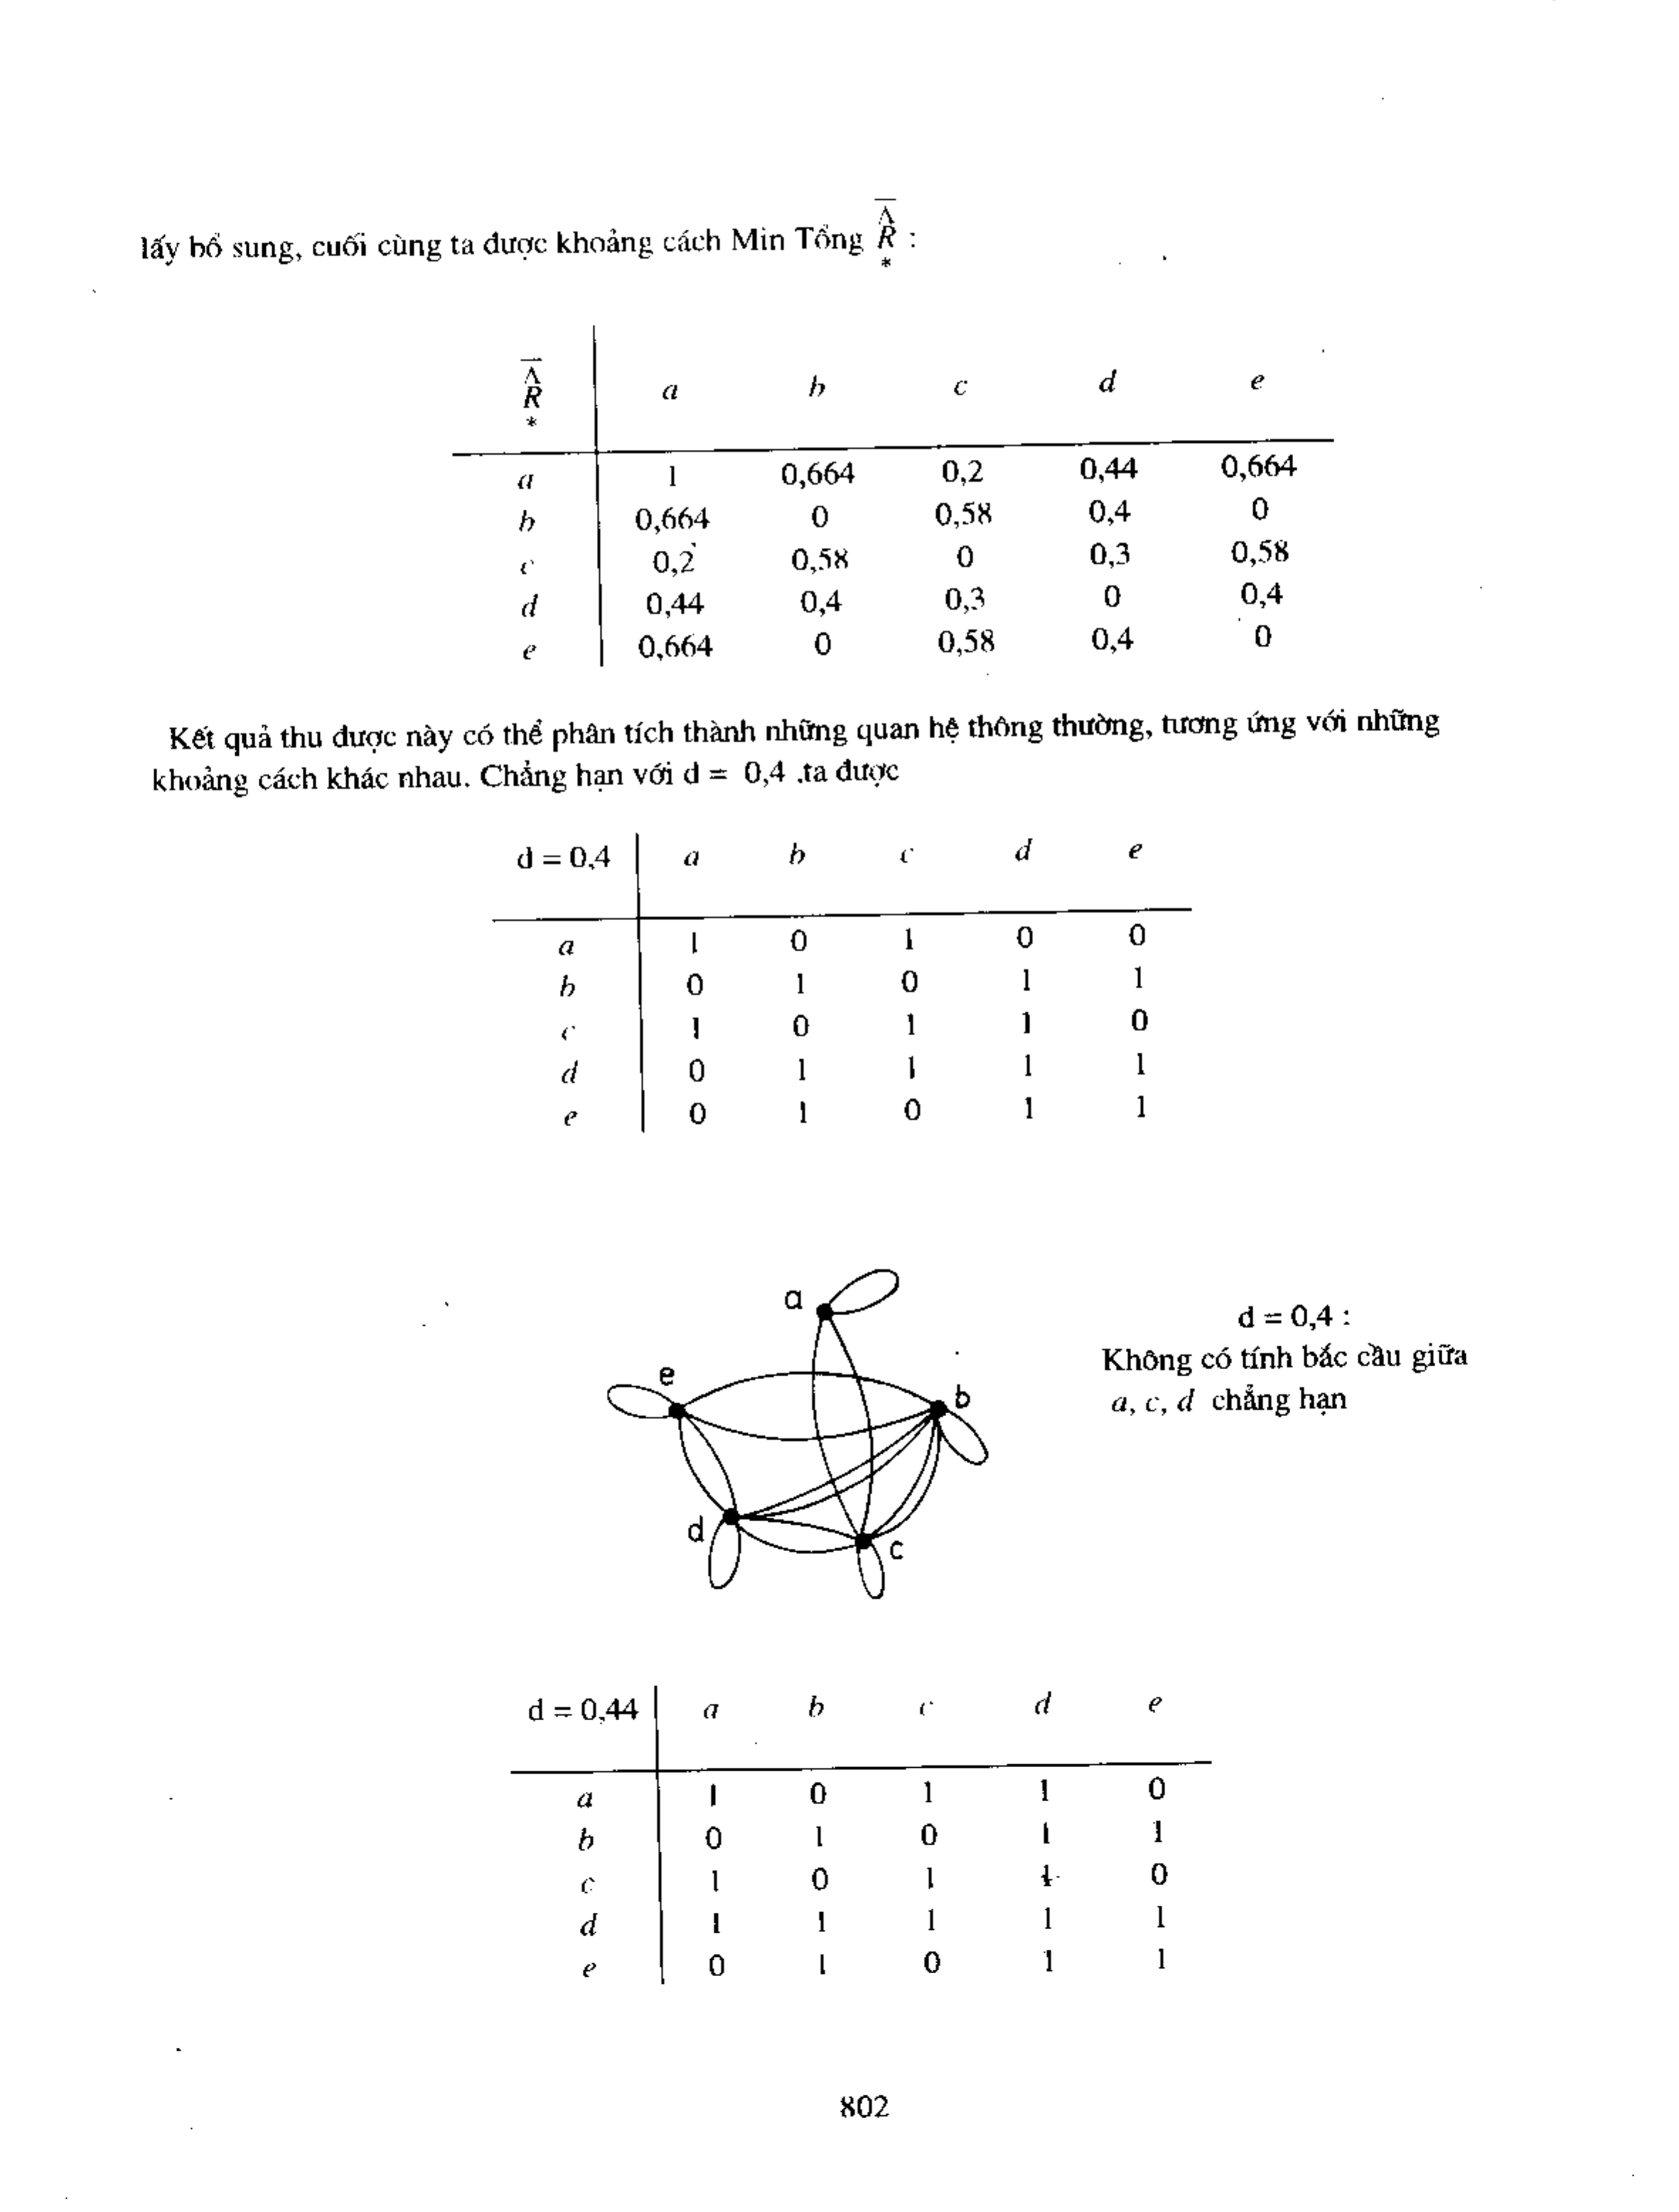 lấy bổ sung, cuối cùng ta được khoảng cách Min Tổng R̂ :
*
Λ
R
*
a b c d e
a 1 0,664 0,2 0,44 0,664
b 0,664 0 0,58 0,4 0
c 0,2 0,58 0 0,3 0,58
d 0,44 0,4 0,3 0 0,4
e 0,664 0 0,58 0,4 0
Kết quả thu được này có thể phân tích thành những quan hệ thông thường, tương ứng với những
khoảng cách khác nhau. Chẳng hạn với d = 0,4 .ta được
d = 0,4 a b c d e
a 1 0 1 0 0
b 0 1 0 1 1
c 1 0 1 1 0
d 0 1 1 1 1
e 0 1 0 1 1
a
e
b
d
c
d = 0,4 :
Không có tính bắc cầu giữa
a, c, d chẳng hạn
d = 0,44 a b c d e
a 1 0 1 1 0
b 0 1 0 1 1
c 1 0 1 1 0
d 1 1 1 1 1
e 0 1 0 1 1
802